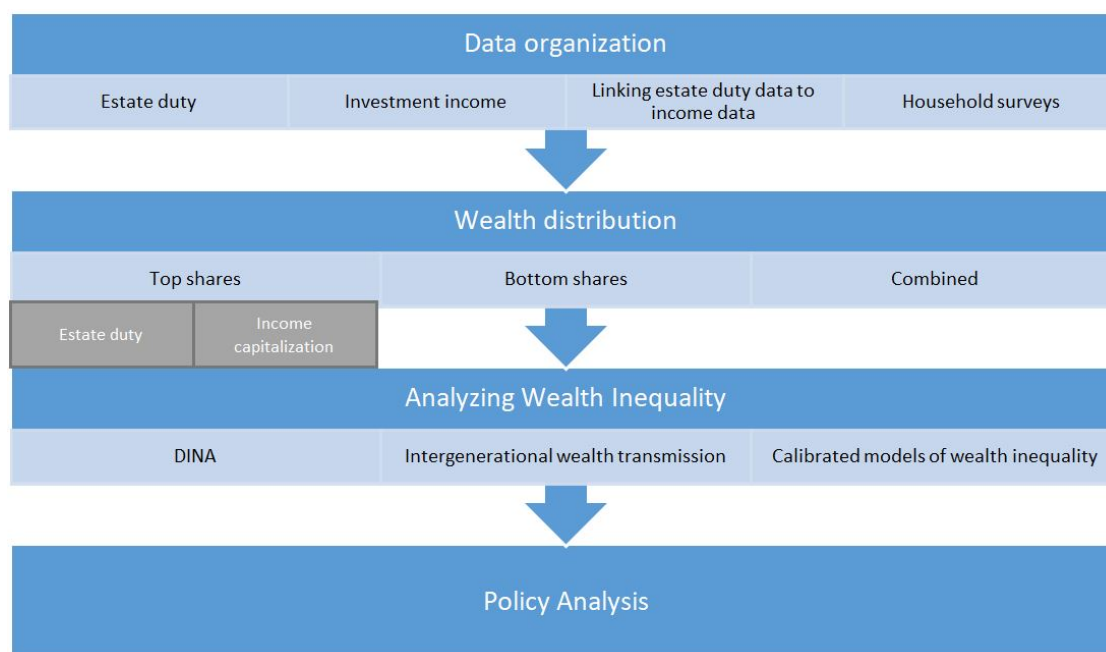 Data organization
Estate duty
Investment income
Linking estate duty data to
income data
Household surveys
Wealth distribution
Top shares
Bottom shares
Combined
Estate duty
Income
capitalization
Analyzing Wealth Inequality
DINA
Intergenerational wealth transmission
Calibrated models of wealth inequality
Policy Analysis